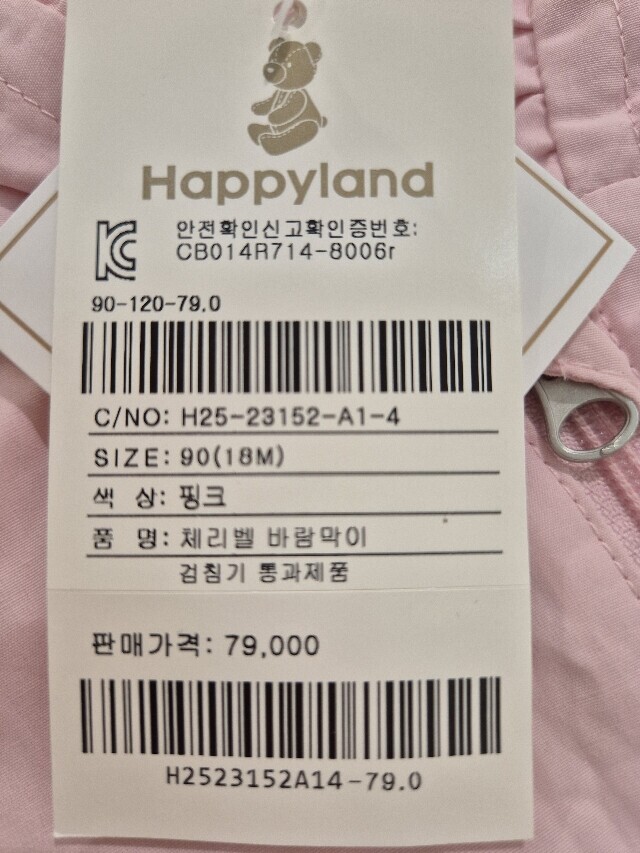 Happyland
안전확인신고확인증번호:
CB014R714-8006r
90-120-79.0
C/NO: H25-23152-A1-4
SIZE: 90(18M)
색 상: 핑크
품 명: 체리벨 바람막이
검침기 통과제품
판매가격: 79,000
H2523152A14-79.0